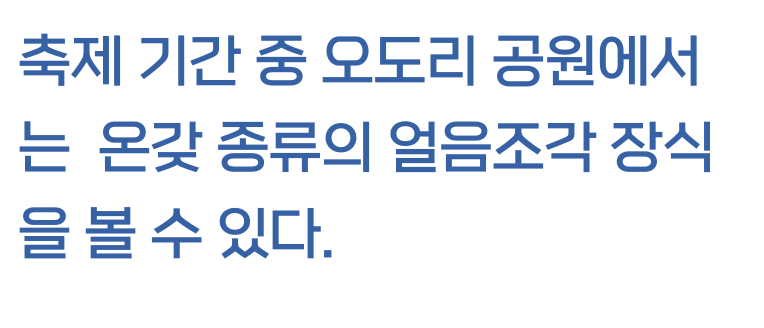 축제 기간 중 오도리 공원에서
는  온갖 종류의 얼음조각 장식
을 볼 수 있다.